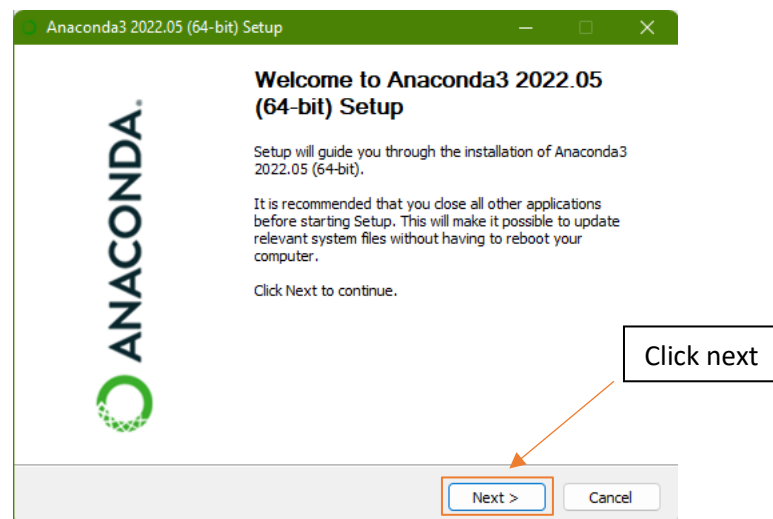 Anaconda3 2022.05 (64-bit) Setup
Welcome to Anaconda3 2022.05
(64-bit) Setup
ANACONDA.
Setup will guide you through the installation of Anaconda3
2022.05 (64-bit).
It is recommended that you close all other applications
before starting Setup. This will make it possible to update
relevant system files without having to reboot your
computer.
Click Next to continue.
Click next
Next >
Cancel